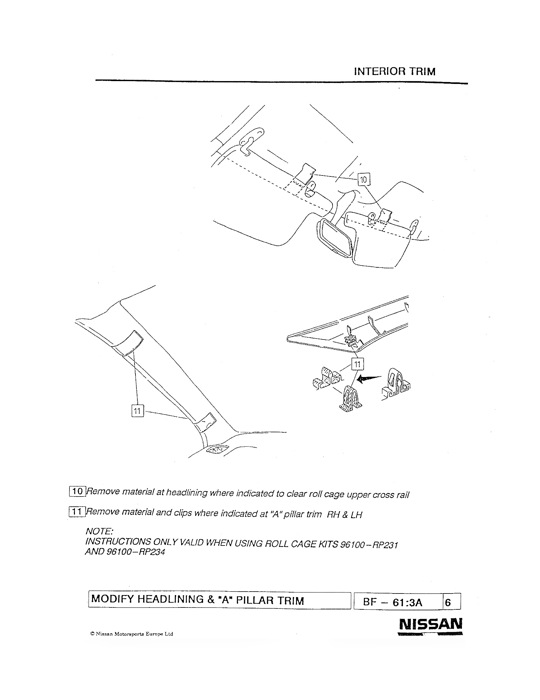 INTERIOR TRIM
10
11
11
10 Remove material at headlining where indicated to clear roll cage upper cross rail
11 Remove material and clips where indicated at "A" pillar trim RH & LH
NOTE:
INSTRUCTIONS ONLY VALID WHEN USING ROLL CAGE KITS 96100-RP231
AND 96100-RP234
MODIFY HEADLINING & "A" PILLAR TRIM BF - 61:3A 6
NISSAN
© Nissan Motorsports Europe Ltd